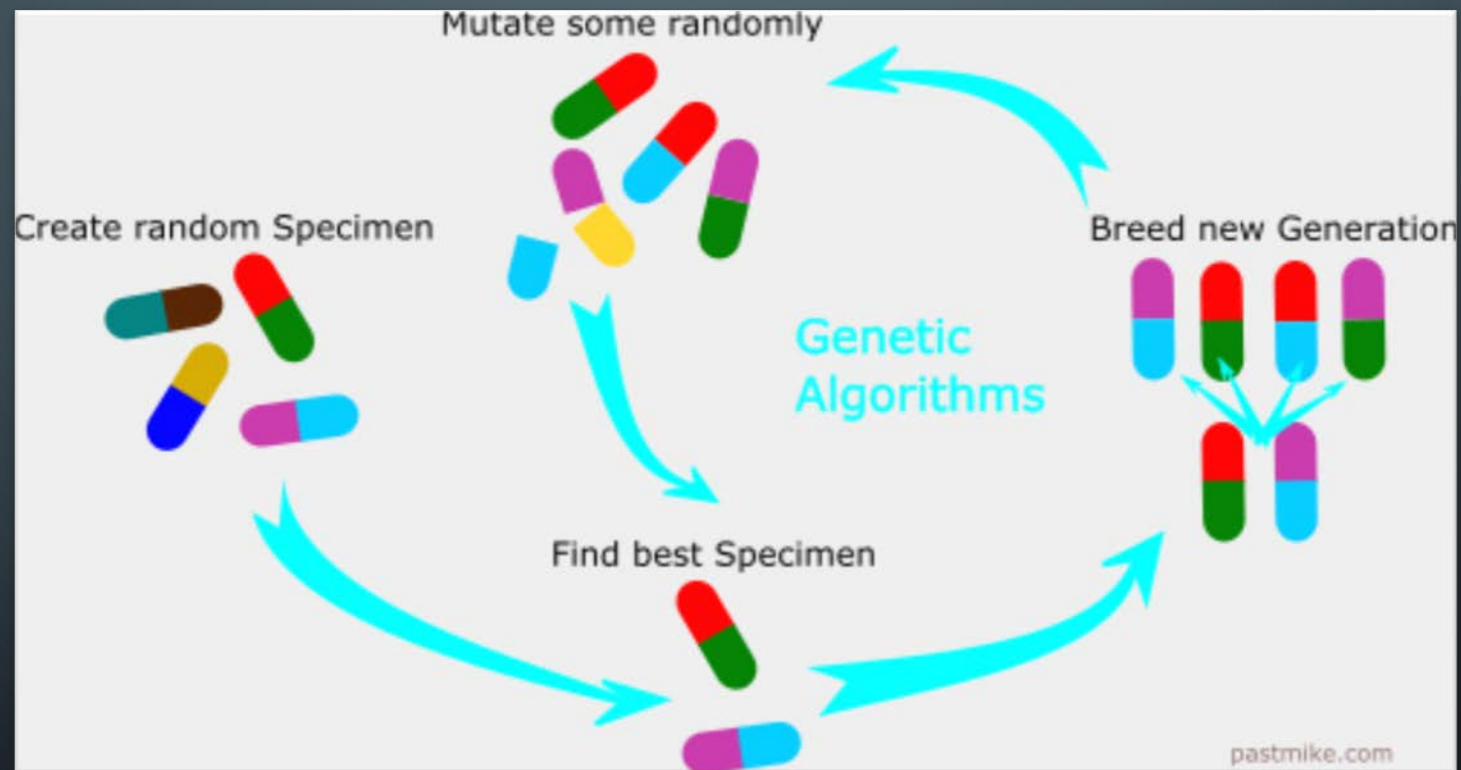 Mutate some randomly
Create random Specimen
Breed new Generation
Genetic
Algorithms
Find best Specimen
pastmike.com